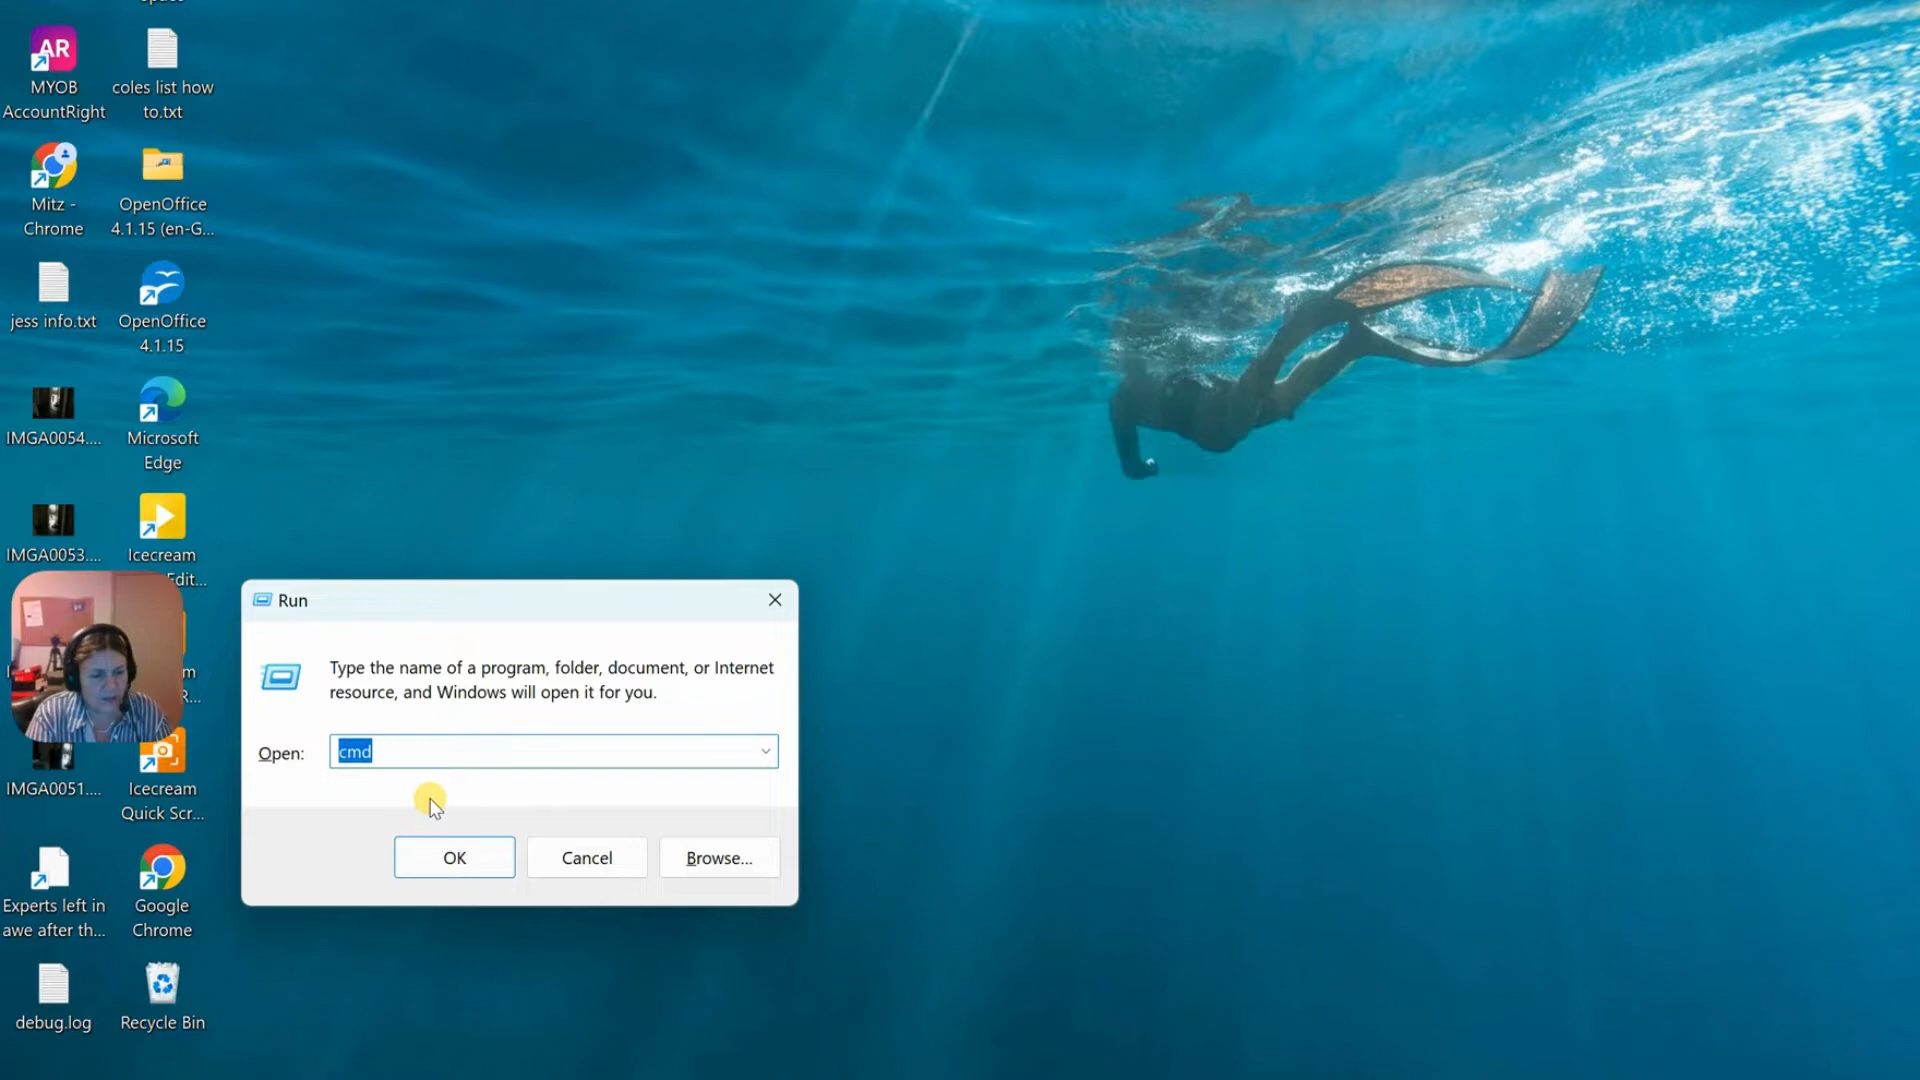 AR
MYOB
AccountRight
coles list how
to.txt
Mitz -
Chrome
OpenOffice
4.1.15 (en-G...
jess info.txt
OpenOffice
4.1.15
IMGA0054....
Microsoft
Edge
IMGA0053....
Icecream
Edit...
R...
IMGA0051....
Icecream
Quick Scr...
Experts left in
awe after th...
Google
Chrome
debug.log
Recycle Bin
Run
Type the name of a program, folder, document, or Internet
resource, and Windows will open it for you.
Open:
cmd
OK
Cancel
Browse...